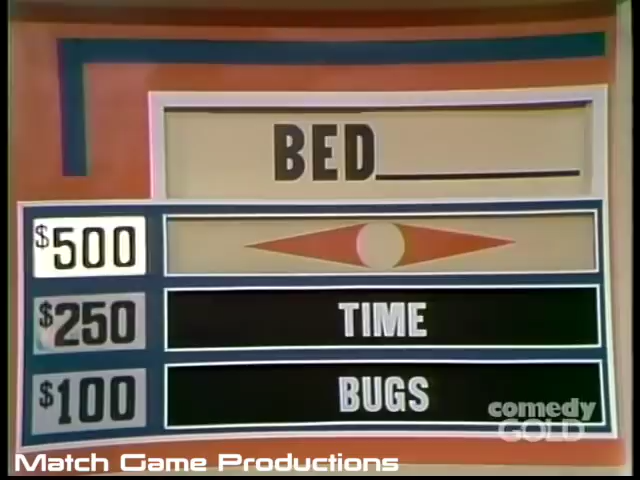 BED______
$500
$250 TIME
$100 BUGS
comedy
GOLD
Match Game Productions